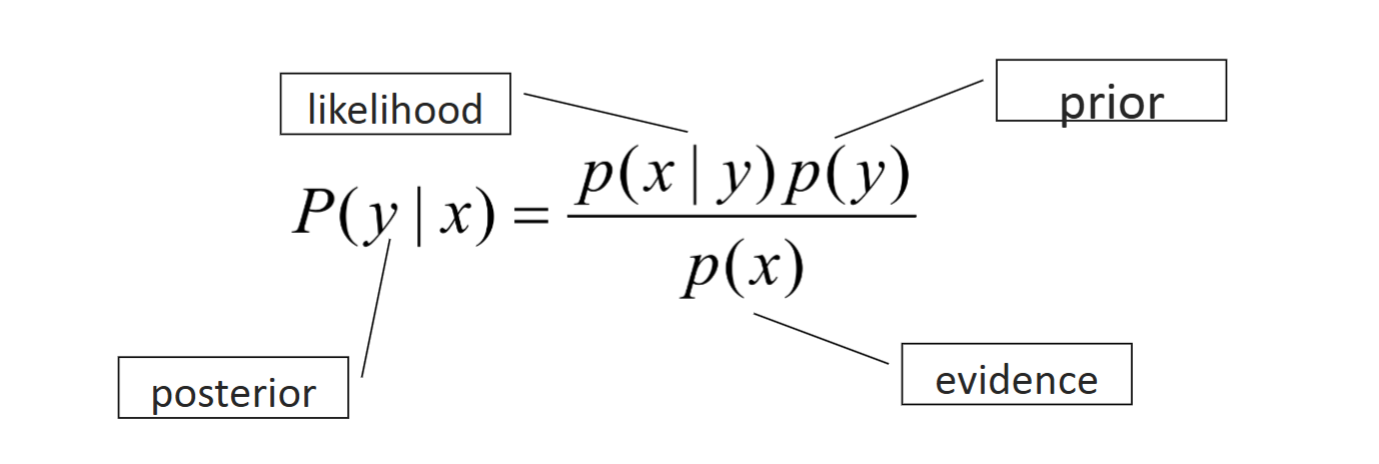 likelihood
prior
P(y | x) = p(x | y)p(y) / p(x)
posterior
evidence